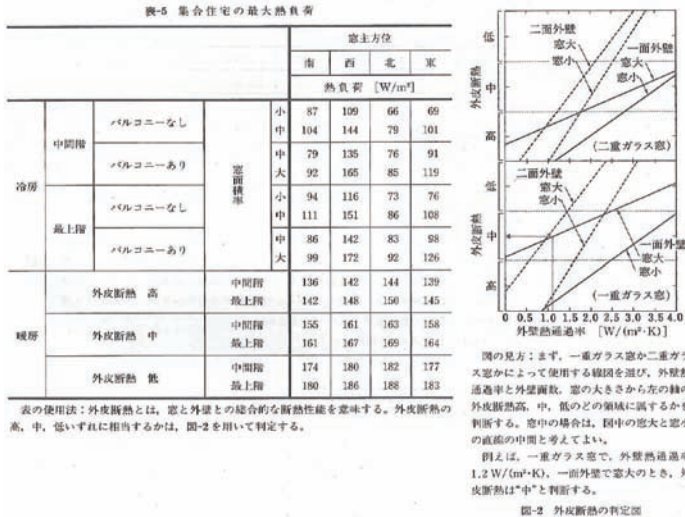 表-5 集合住宅の最大熱負荷
窓主方位
南 西 北 東
熱負荷 [W/m²]
冷房 中間階 バルコニーなし 窓面積率 小 87 109 66 69
中 104 144 79 101
バルコニーあり 中 79 135 76 91
大 92 165 85 119
最上階 バルコニーなし 小 94 116 73 76
中 111 151 86 108
バルコニーあり 中 86 142 83 98
大 99 172 92 126
暖房 外皮断熱 高 中間階 136 142 144 139
最上階 142 148 150 145
外皮断熱 中 中間階 155 161 163 158
最上階 161 167 169 164
外皮断熱 低 中間階 174 180 182 177
最上階 180 186 188 183
表の使用法：外皮断熱とは，窓と外壁との総合的な断熱性能を意味する。外皮断熱の
高，中，低いずれに相当するかは，図-2を用いて判定する。
外皮断熱
低
中
高
二面外壁
窓大
窓小
一面外壁
窓大
窓小
(二重ガラス窓)
外皮断熱
低
中
高
二面外壁
窓大
窓小
一面外壁
窓大
窓小
(一重ガラス窓)
0 0.5 1.0 1.5 2.0 2.5 3.0 3.5 4.0
外壁熱通過率 [W/(m²·K)]
図の見方：まず，一重ガラス窓か二重ガラ
ス窓かによって使用する線図を選び，外壁熱
通過率と外壁面数，窓の大きさから左の軸の
外皮断熱高，中，低のどの領域に属するか
判断する。窓中の場合は，図中の窓大と窓小
の直線の中間と考えてよい。
例えば，一重ガラス窓で，外壁熱通過率
1.2 W/(m²·K)，一面外壁で窓大のとき，外
皮断熱は“中”と判断する。
図-2 外皮断熱の判定図